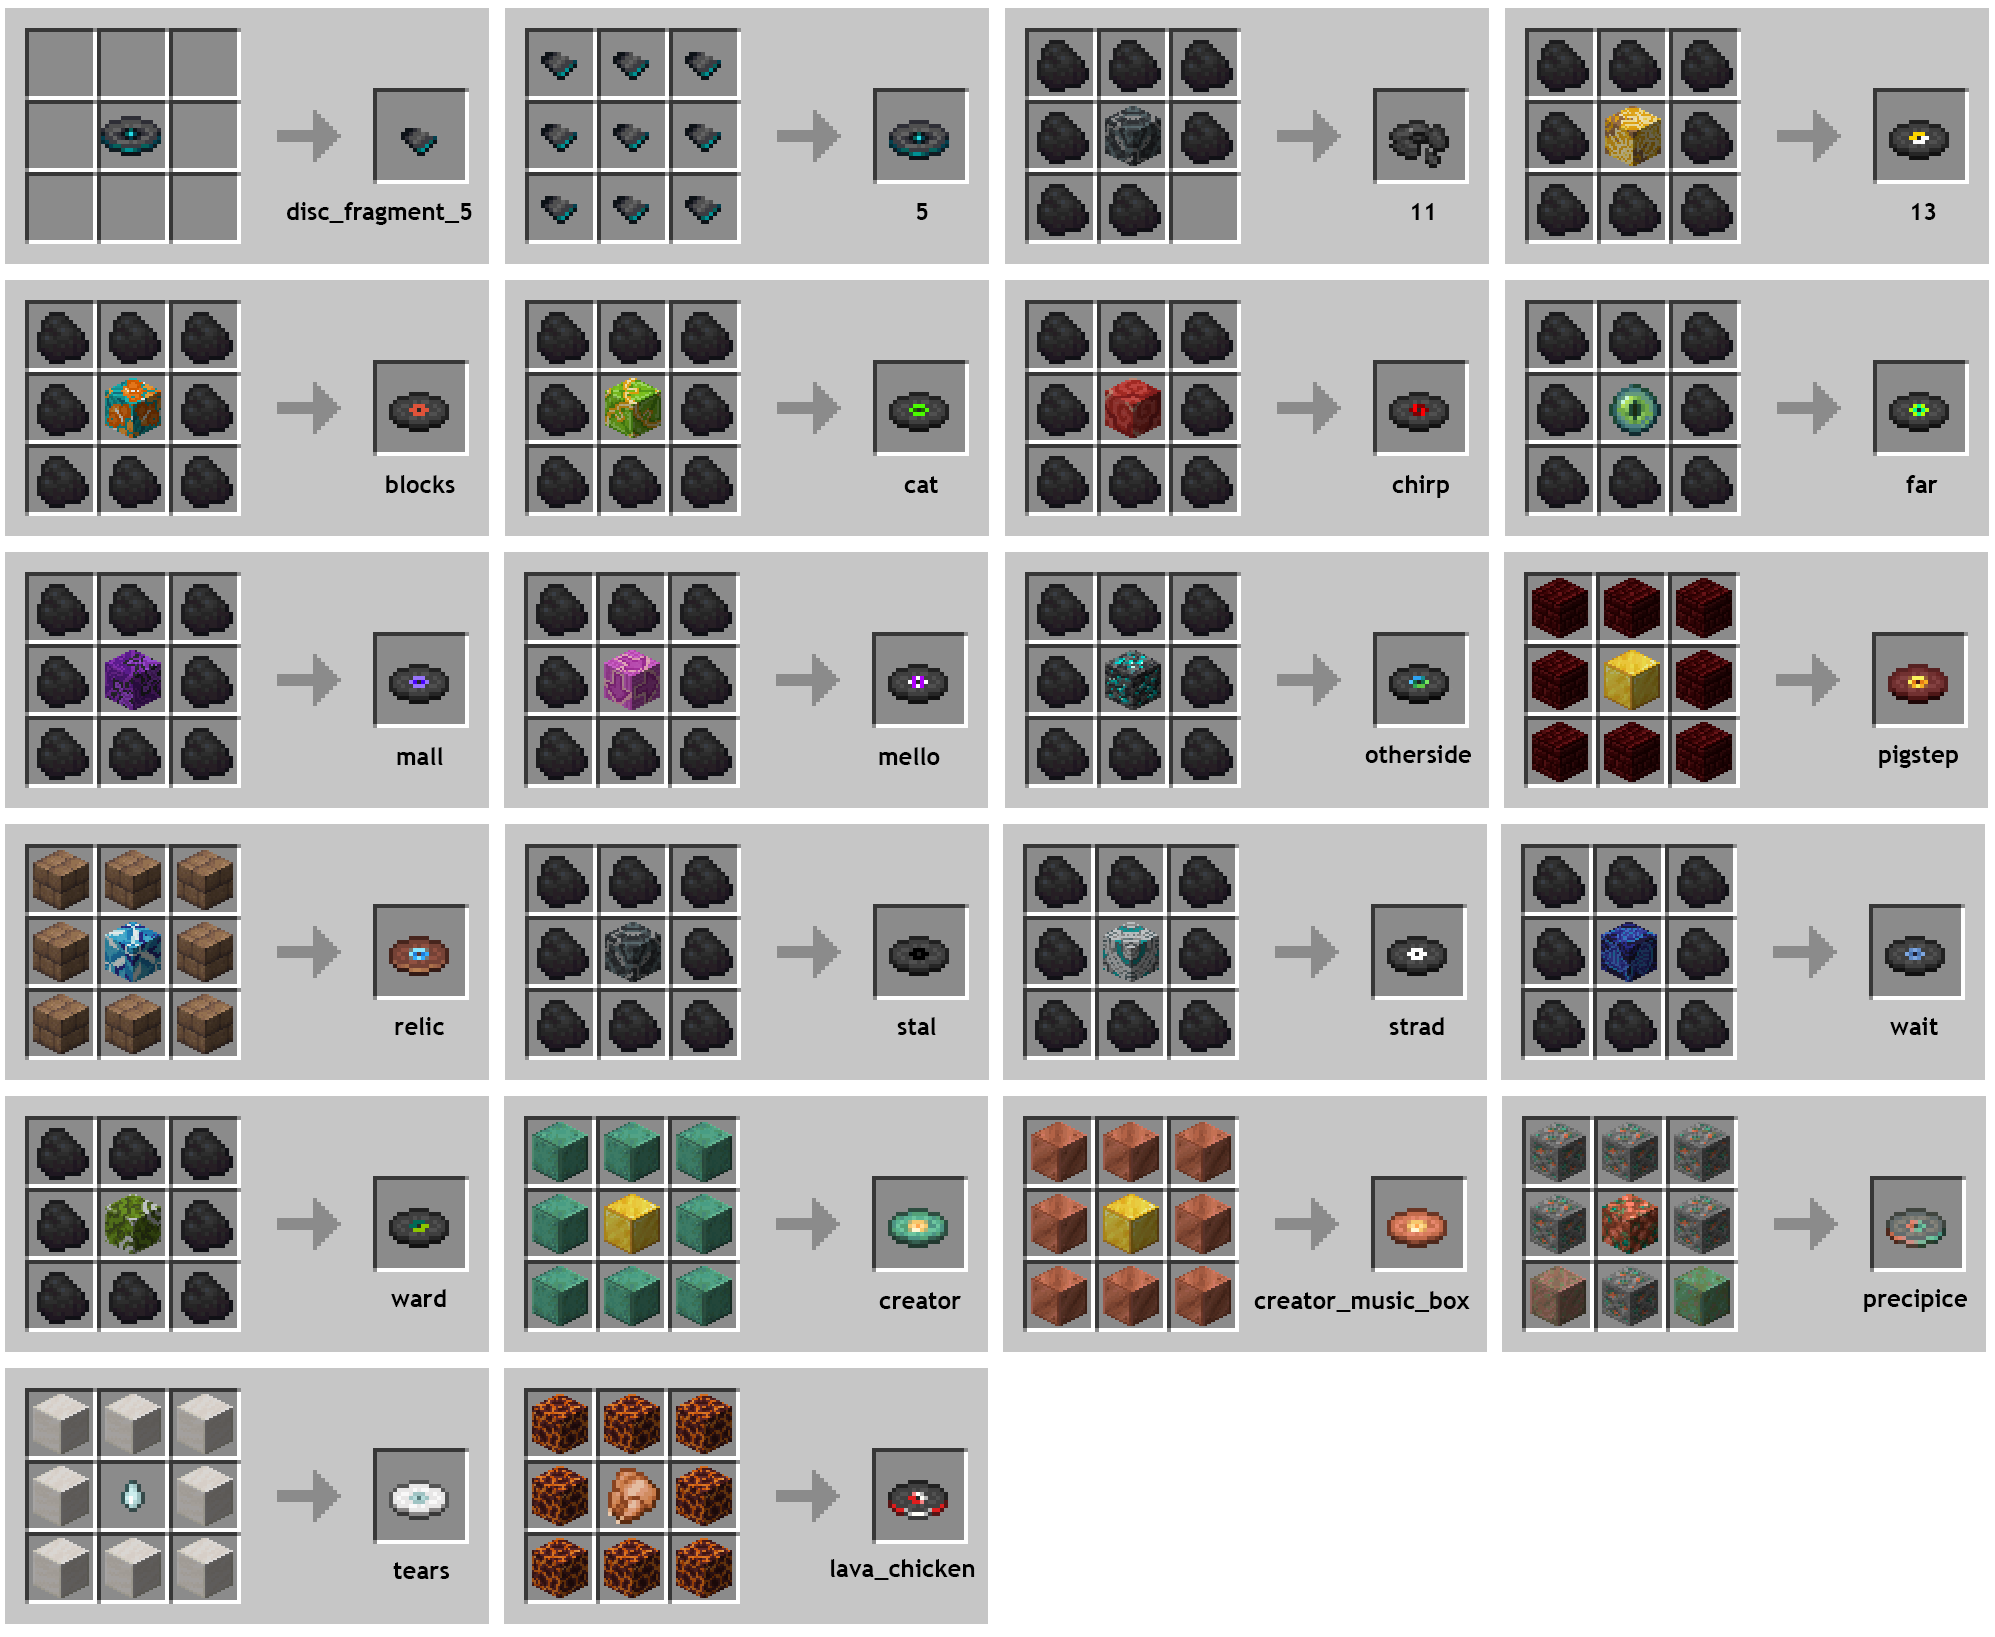 disc_fragment_5
5
11
13
blocks
cat
chirp
far
mall
mello
otherside
pigstep
relic
stal
strad
wait
ward
creator
creator_music_box
precipice
tears
lava_chicken